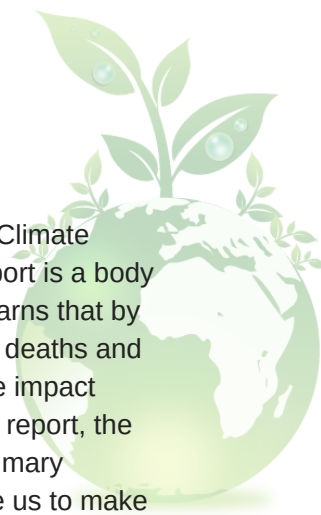 Climate
port is a body
arns that by
deaths and
e impact
report, the
mary
e us to make